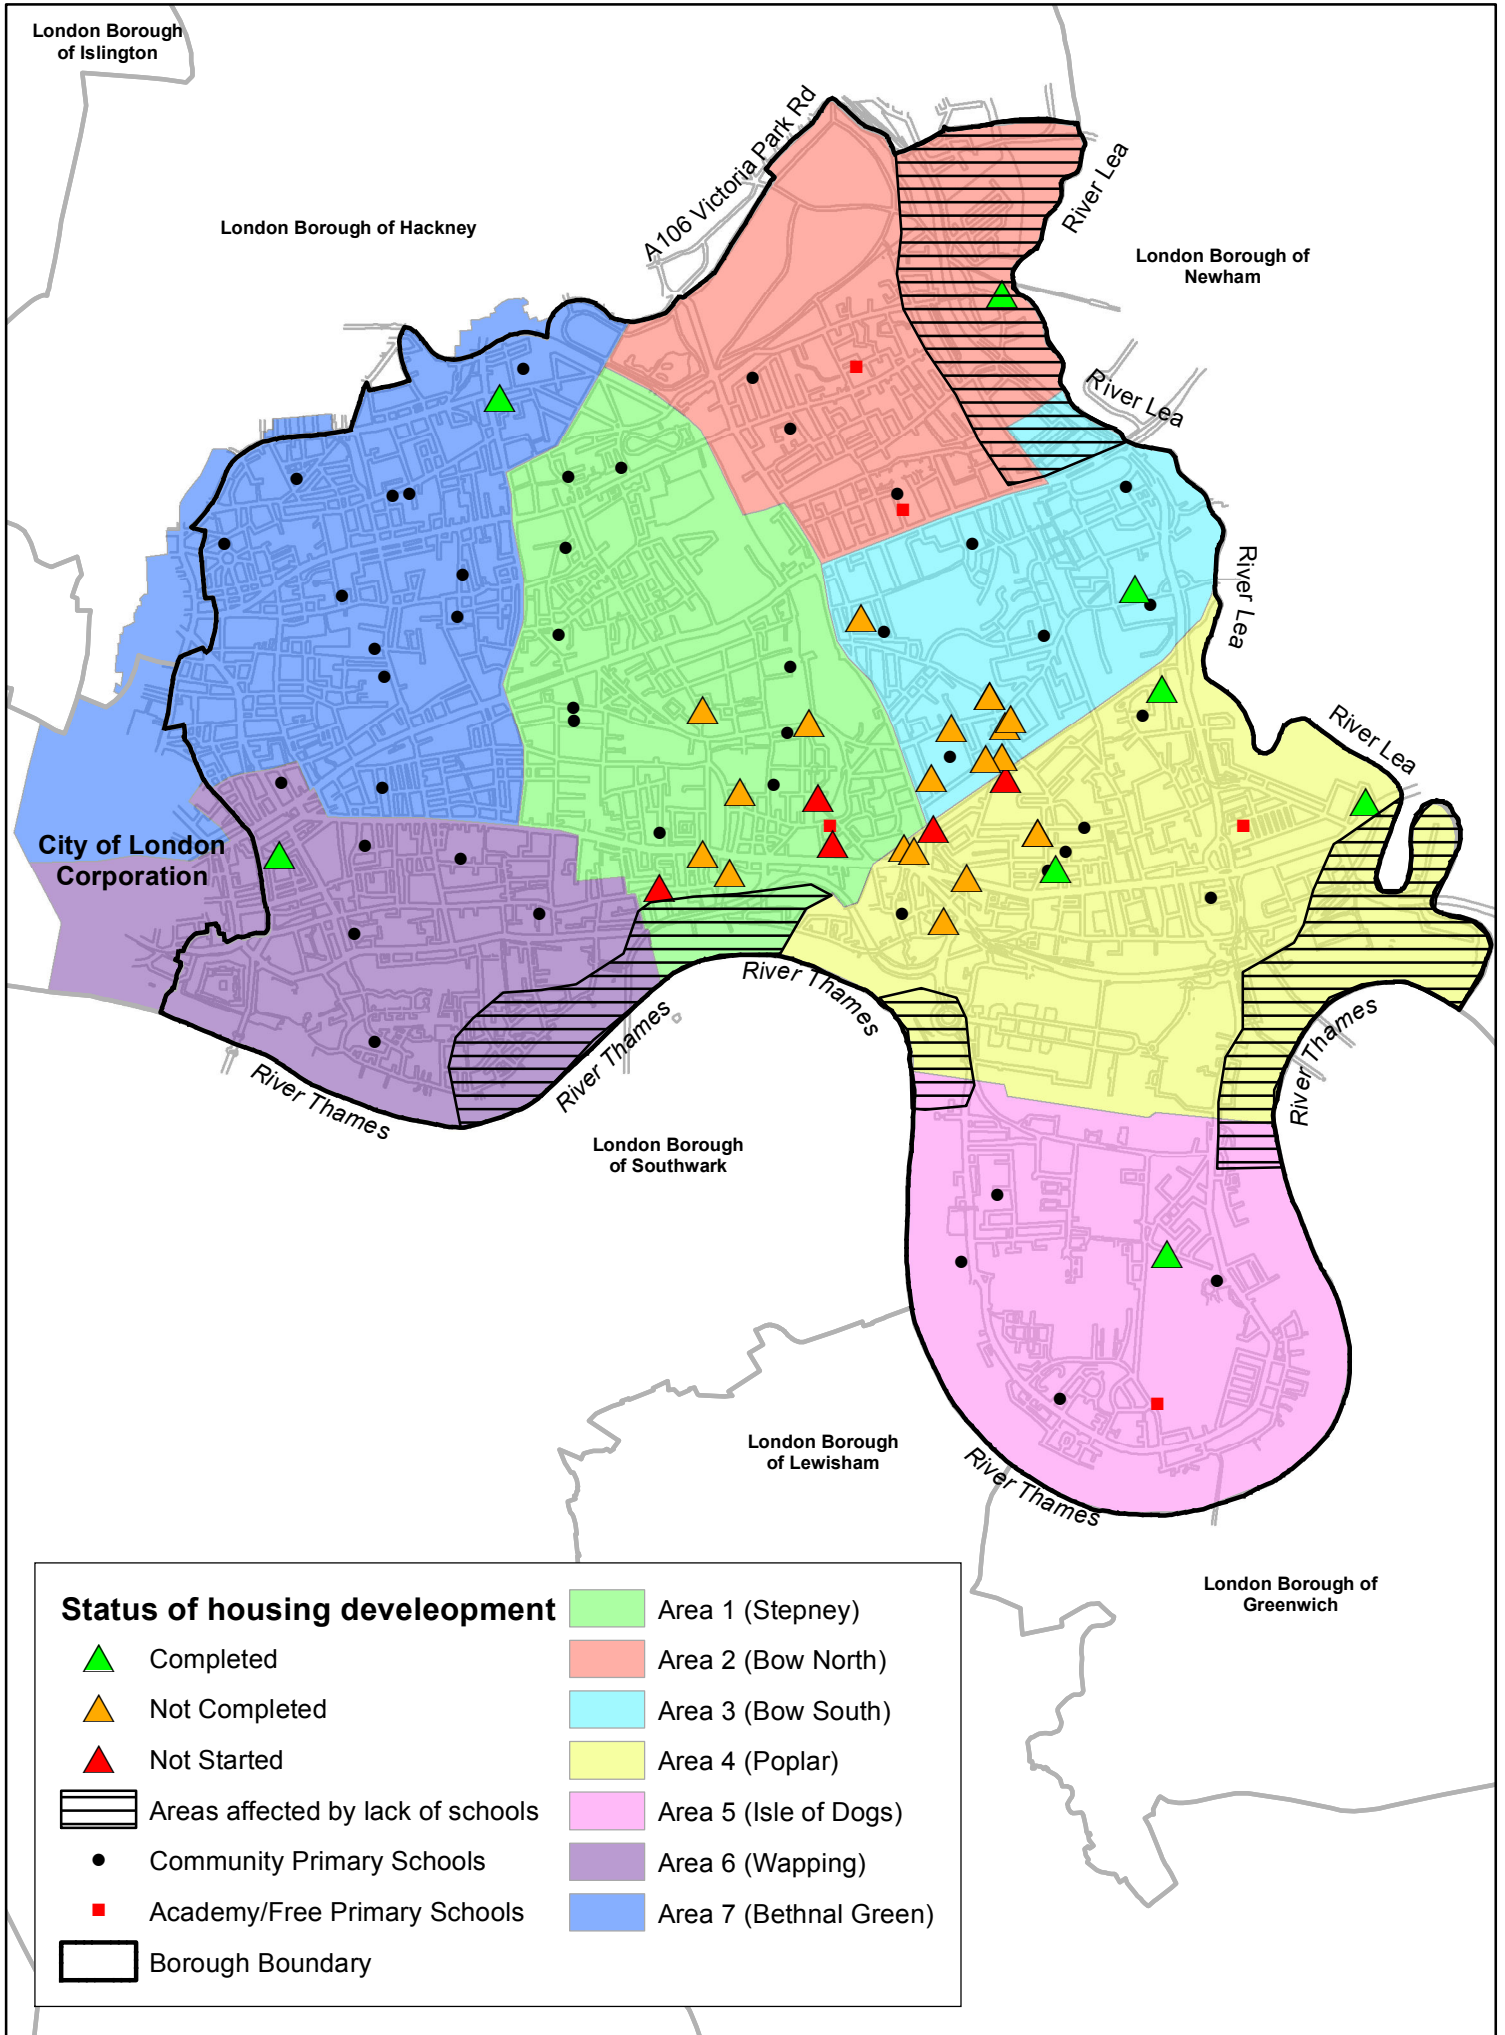 London Borough
of Islington
A106 Victoria Park Rd
River Lea
London Borough of Hackney
London Borough of
Newham
River Lea
River Lea
River Lea
City of London
Corporation
River Thames
River Thames
River Thames
River Thames
London Borough
of Southwark
London Borough
of Lewisham
River Thames
London Borough of
Greenwich
Status of housing develeopment
Completed
Not Completed
Not Started
Areas affected by lack of schools
Community Primary Schools
Academy/Free Primary Schools
Borough Boundary
Area 1 (Stepney)
Area 2 (Bow North)
Area 3 (Bow South)
Area 4 (Poplar)
Area 5 (Isle of Dogs)
Area 6 (Wapping)
Area 7 (Bethnal Green)